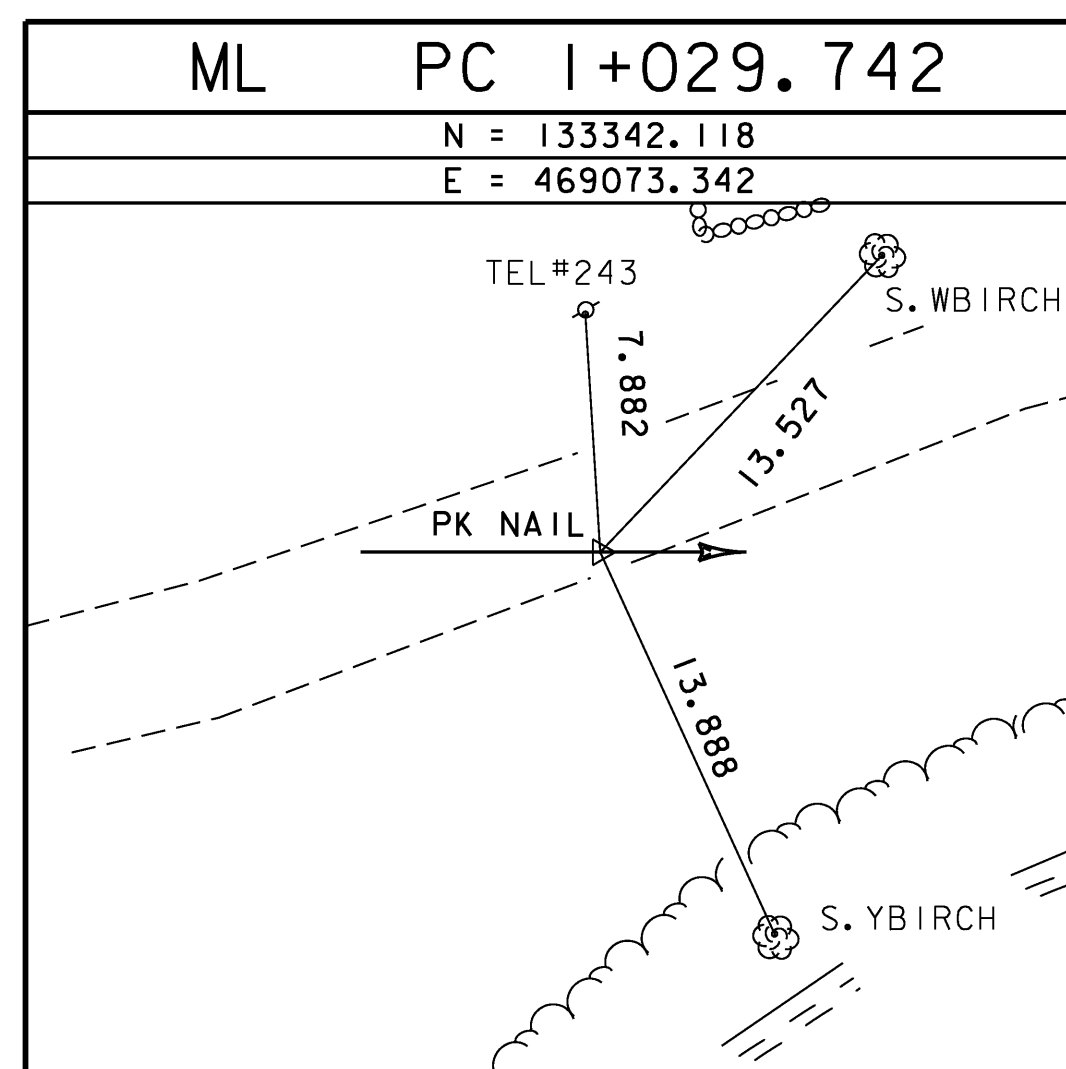 ML PC 1+029.742
N = 133342.118
E = 469073.342
TEL#243
S.WBIRCH
7.882
13.527
PK NAIL
13.888
S.YBIRCH